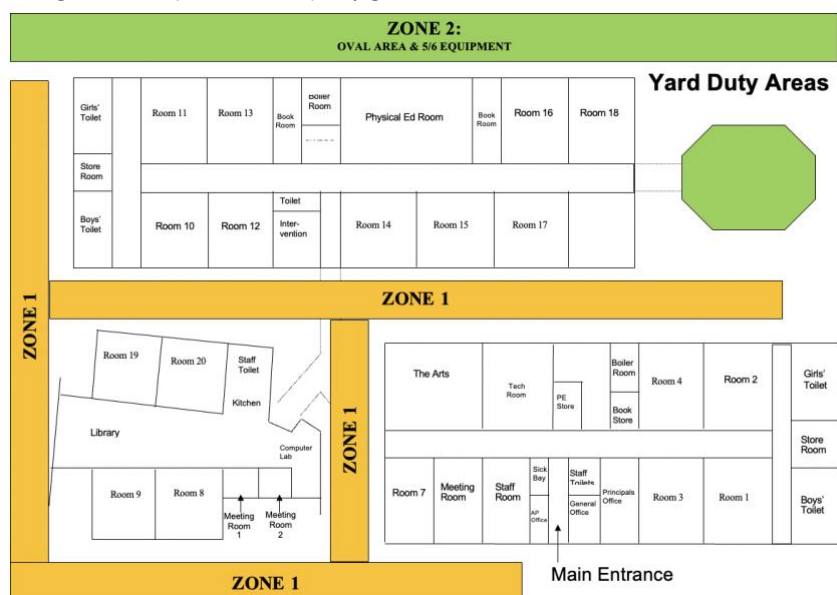 ZONE 2:
OVAL AREA & 5/6 EQUIPMENT
Yard Duty Areas
Girls'
Toilet
Room 11
Room 13
Book
Room
Boiler
Room
Physical Ed Room
Book
Room
Room 16
Room 18
Store
Room
Boys'
Toilet
Room 10
Room 12
Toilet
Inter-
vention
Room 14
Room 15
Room 17
ZONE 1
ZONE 1
ZONE 1
Room 19
Room 20
Staff
Toilet
Kitchen
Library
Computer
Lab
Room 9
Room 8
Meeting
Room
1
Meeting
Room 2
The Arts
Tech
Room
PE
Store
Boiler
Room
Book
Store
Room 4
Room 2
Girls'
Toilet
Store
Room
Room 7
Meeting
Room
Staff
Room
Sick
Bay
AP
Office
Staff
Toilets
General
Office
Principals
Office
Room 3
Room 1
Boys'
Toilet
ZONE 1
Main Entrance